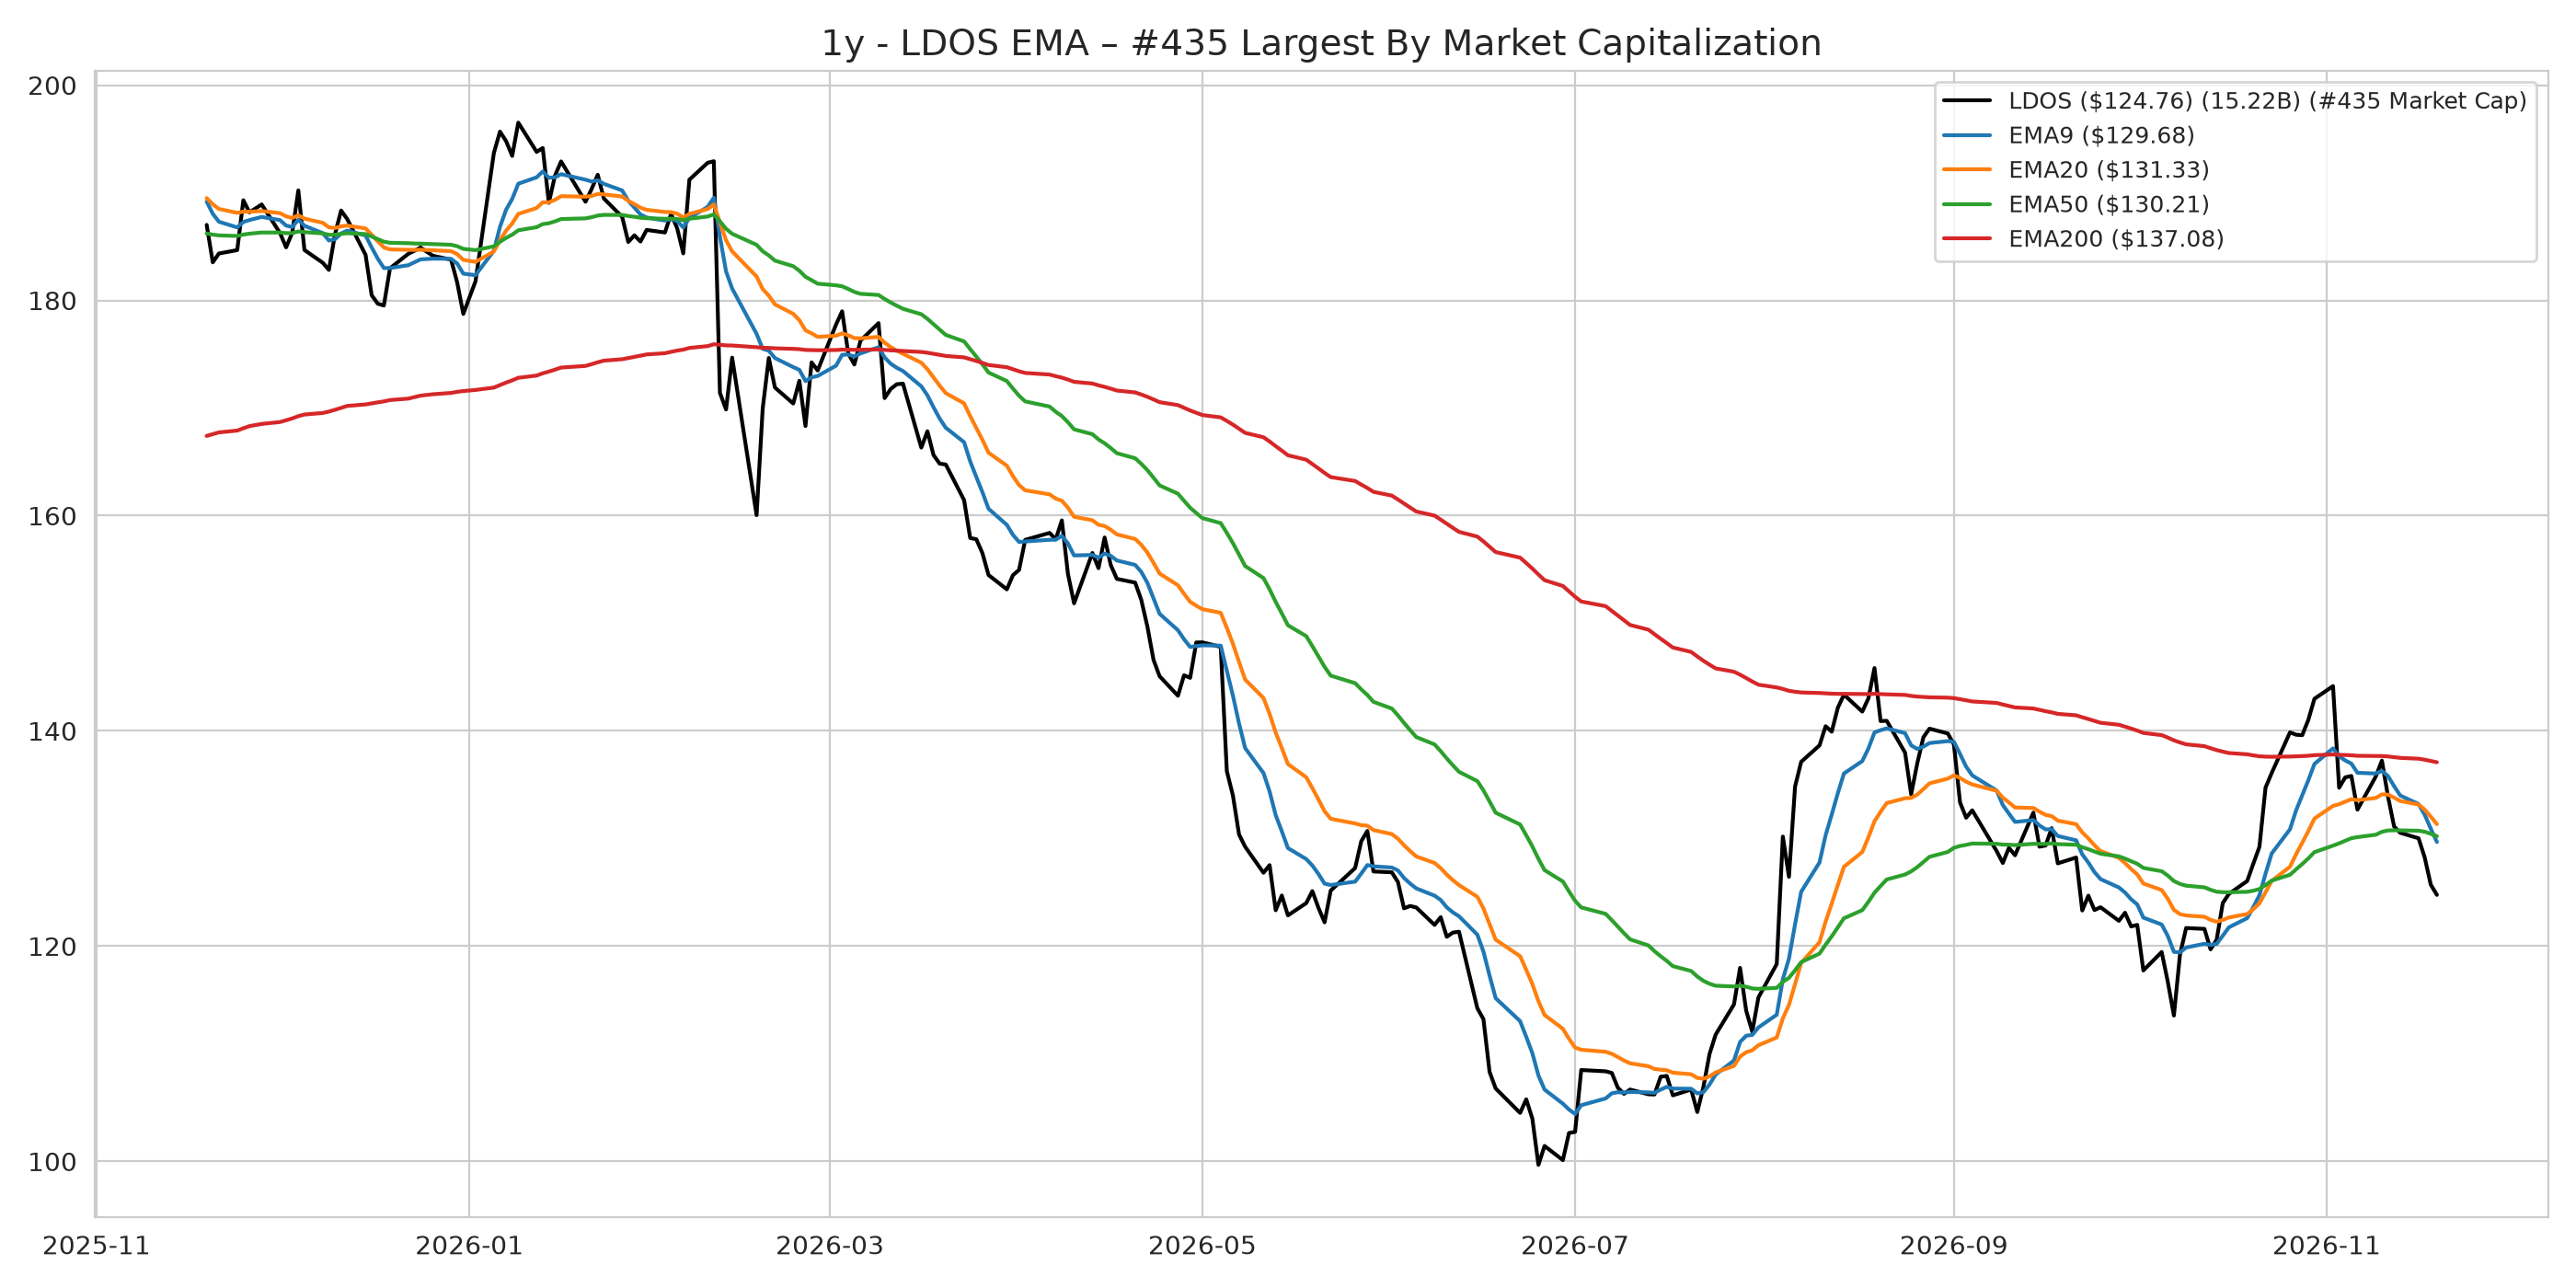 1y - LDOS EMA – #435 Largest By Market Capitalization
LDOS ($124.76) (15.22B) (#435 Market Cap)
EMA9 ($129.68)
EMA20 ($131.33)
EMA50 ($130.21)
EMA200 ($137.08)
200
180
160
140
120
100
2025-11 2026-01 2026-03 2026-05 2026-07 2026-09 2026-11